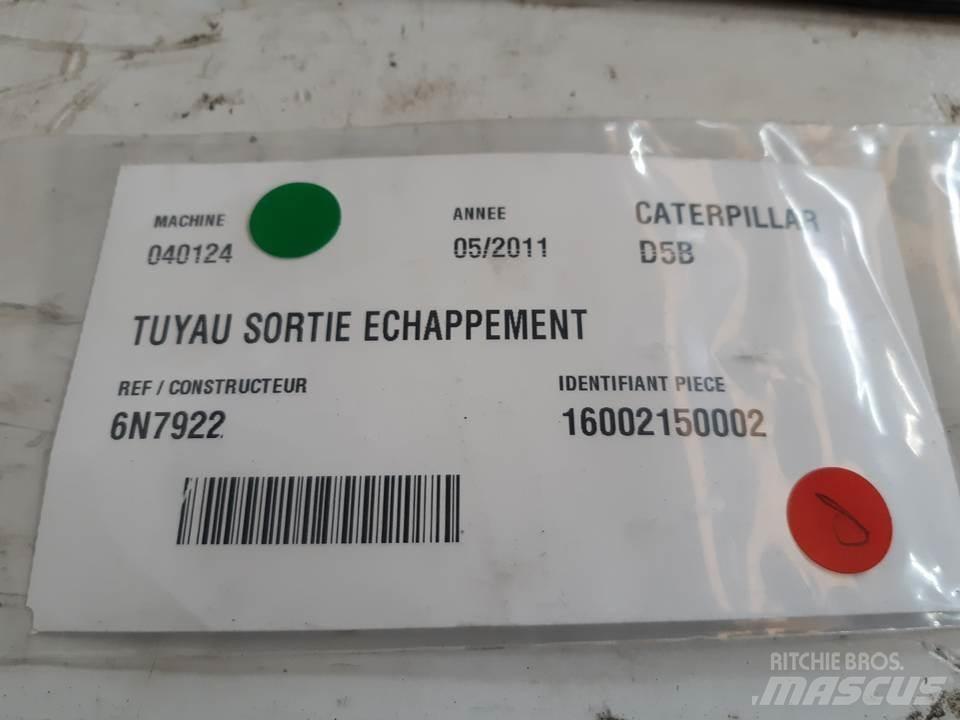 MACHINE
040124
ANNEE
05/2011
CATERPILLAR
D5B
TUYAU SORTIE ECHAPPEMENT
REF / CONSTRUCTEUR
6N7922
IDENTIFIANT PIECE
16002150002
RITCHIE BROS.
MASCUS